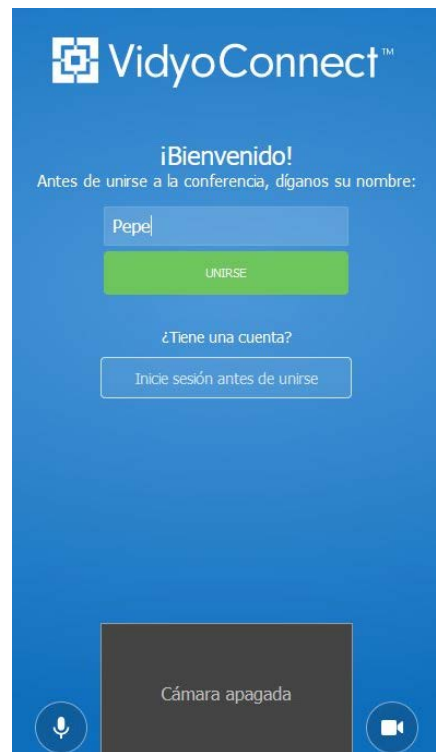 VidyoConnect™
¡Bienvenido!
Antes de unirse a la conferencia, díganos su nombre:
Pepe
UNIRSE
¿Tiene una cuenta?
Inicie sesión antes de unirse
Cámara apagada